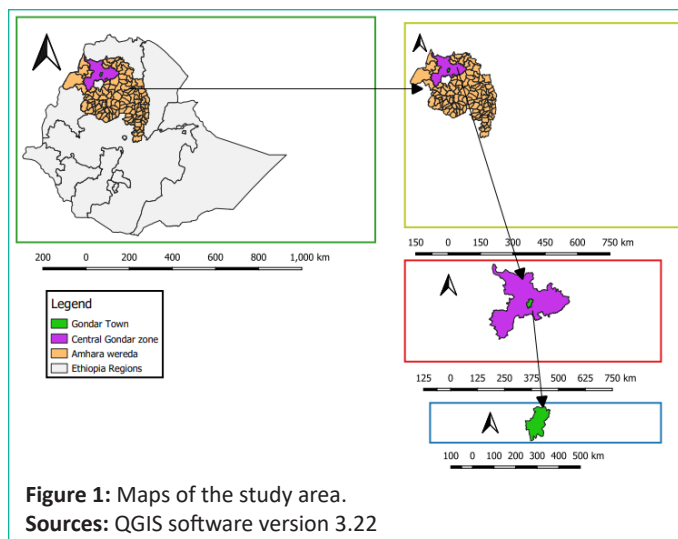 200 0 200 400 600 800 1,000 km
150 0 150 300 450 600 750 km
Legend
Gondar Town
Central Gondar zone
Amhara wereda
Ethiopia Regions
125 0 125 250 375 500 625 750 km
100 0 100 200 300 400 500 km
Figure 1: Maps of the study area.
Sources: QGIS software version 3.22